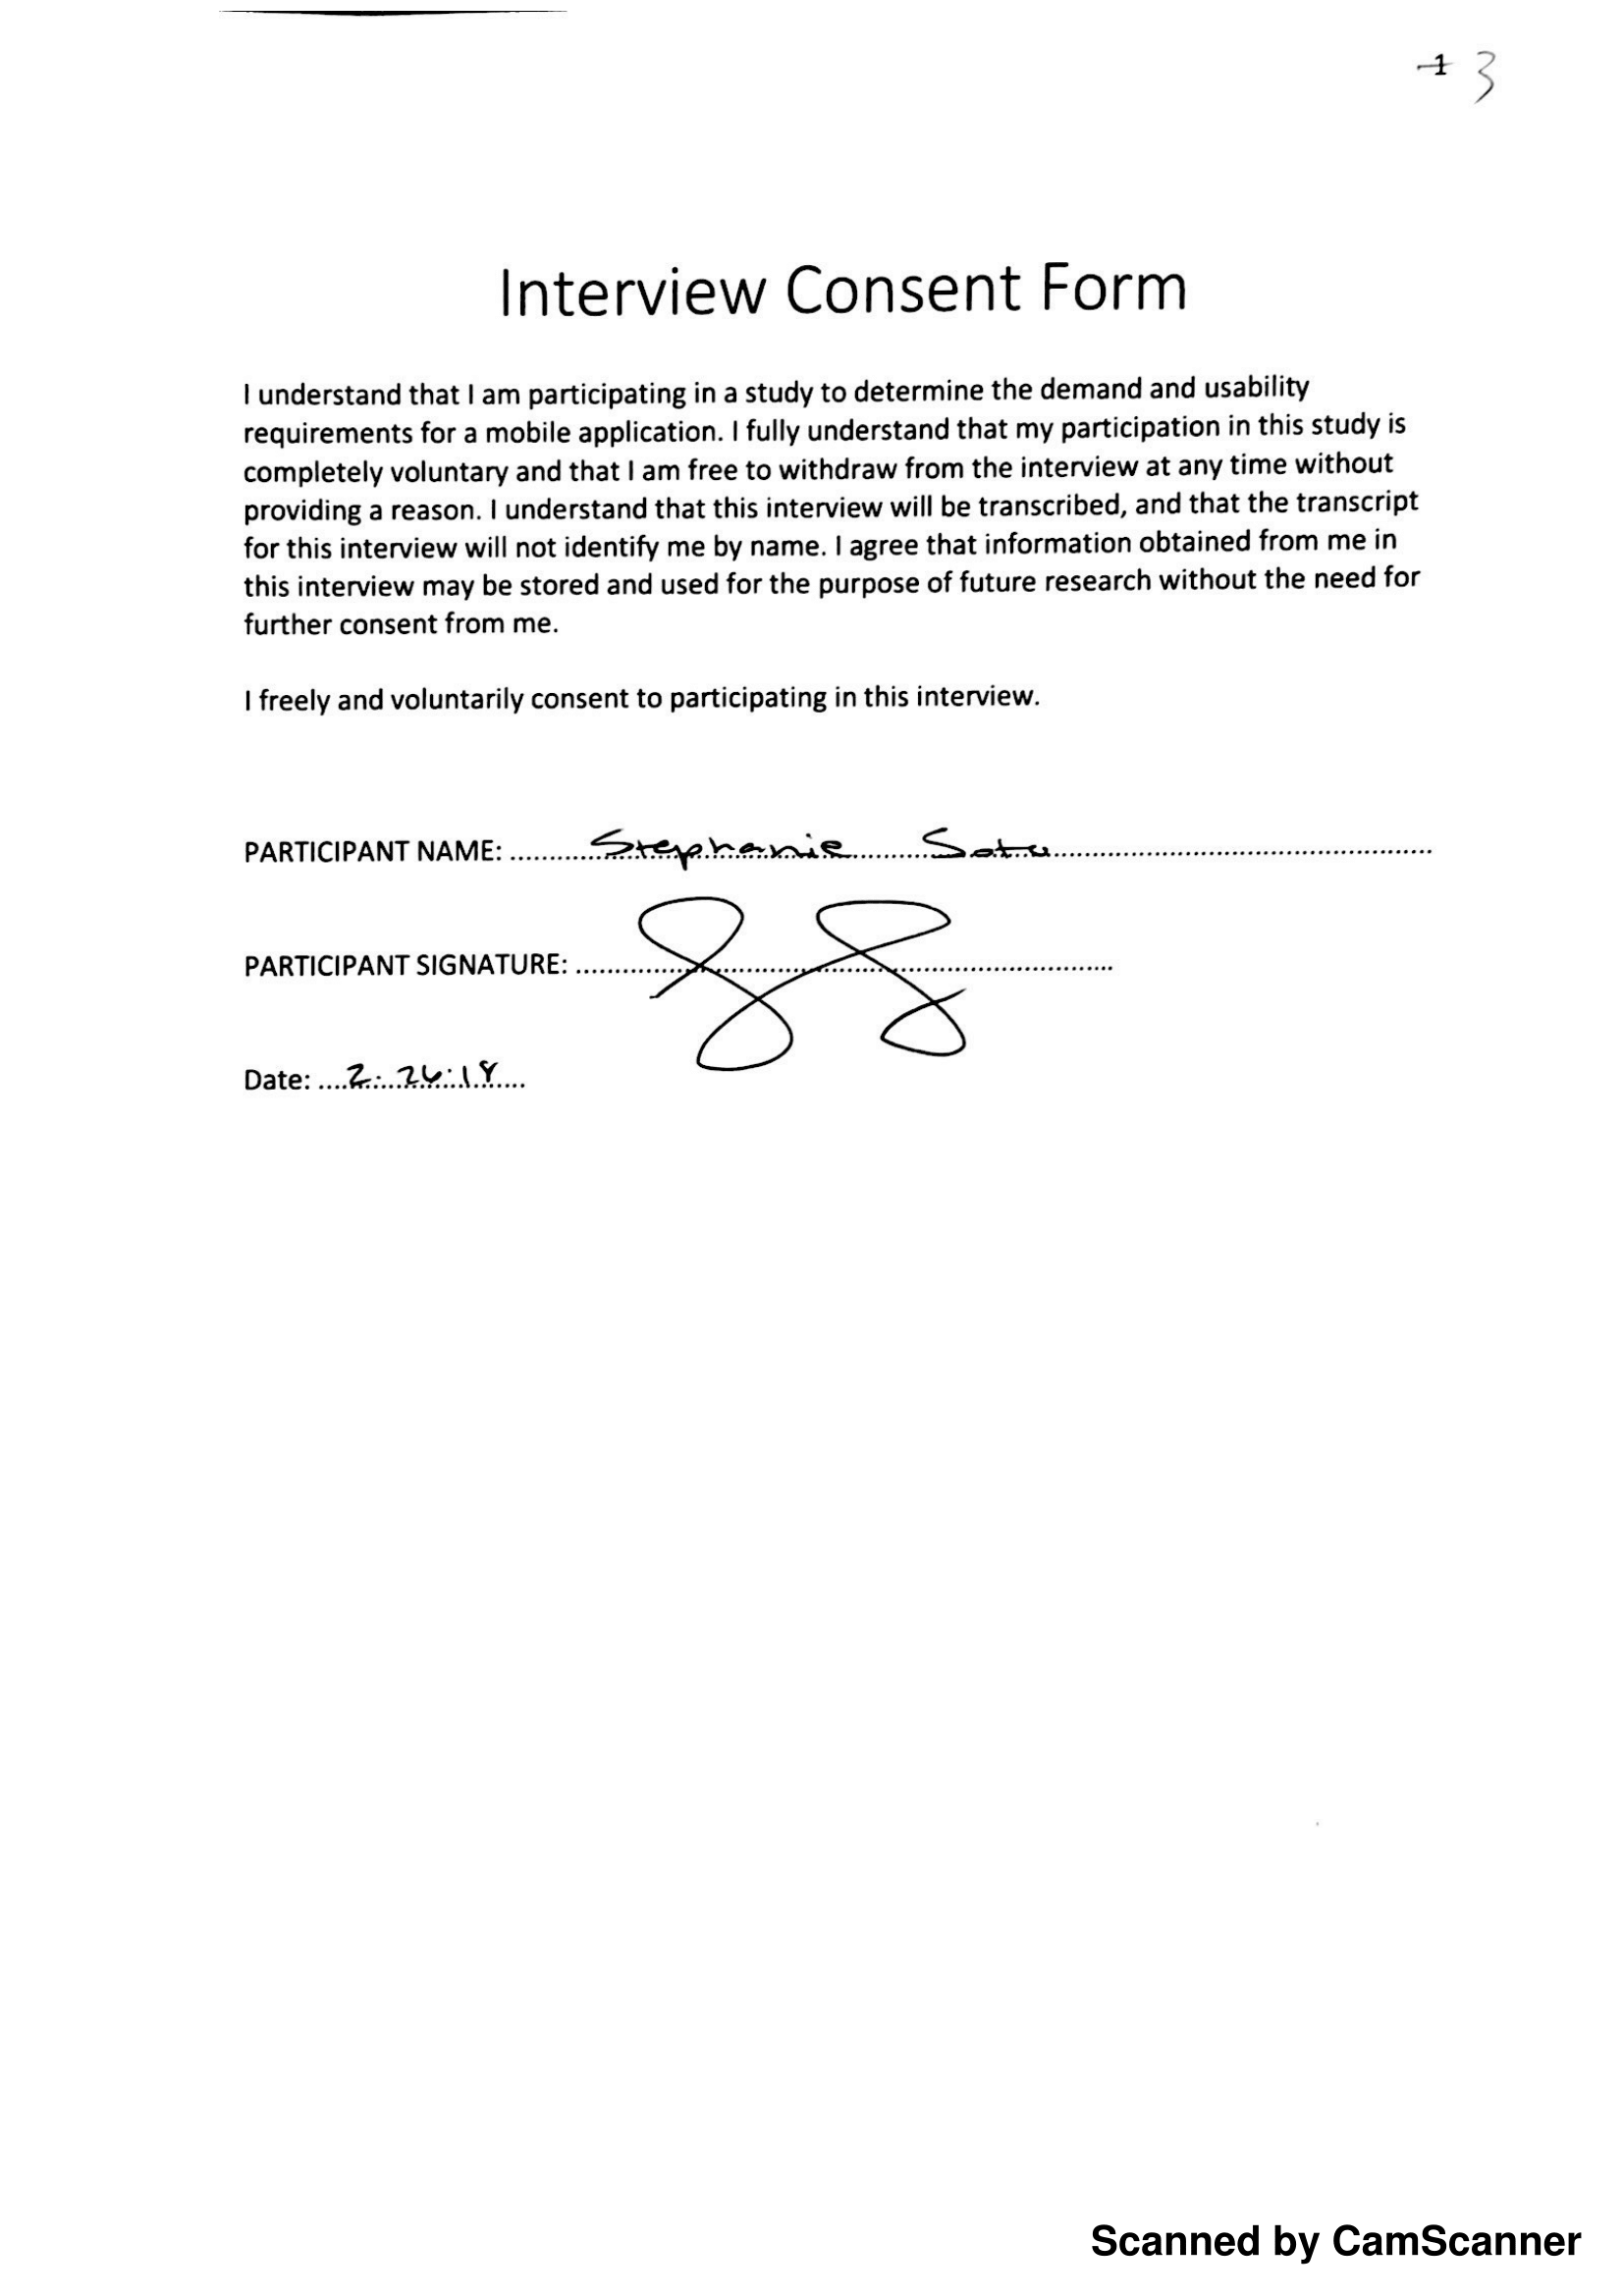 1 3
Interview Consent Form
I understand that I am participating in a study to determine the demand and usability
requirements for a mobile application. I fully understand that my participation in this study is
completely voluntary and that I am free to withdraw from the interview at any time without
providing a reason. I understand that this interview will be transcribed, and that the transcript
for this interview will not identify me by name. I agree that information obtained from me in
this interview may be stored and used for the purpose of future research without the need for
further consent from me.
I freely and voluntarily consent to participating in this interview.
PARTICIPANT NAME: Stephanie
PARTICIPANT SIGNATURE:
Date: 2.26.18
Scanned by CamScanner